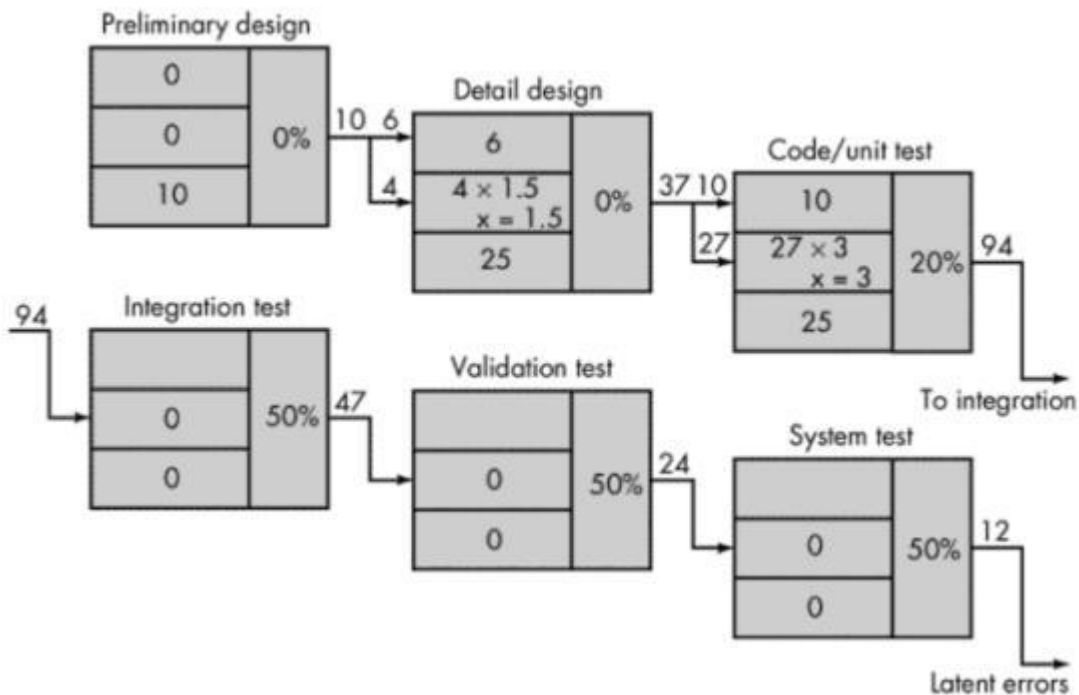 Preliminary design
0
0
10
0%
10 6
4
Detail design
6
4 × 1.5
x = 1.5
25
0%
37 10
27
Code/unit test
10
27 × 3
x = 3
25
20%
94
To integration
94
Integration test
0
0
50%
47
Validation test
0
0
50%
24
System test
0
0
50%
12
Latent errors